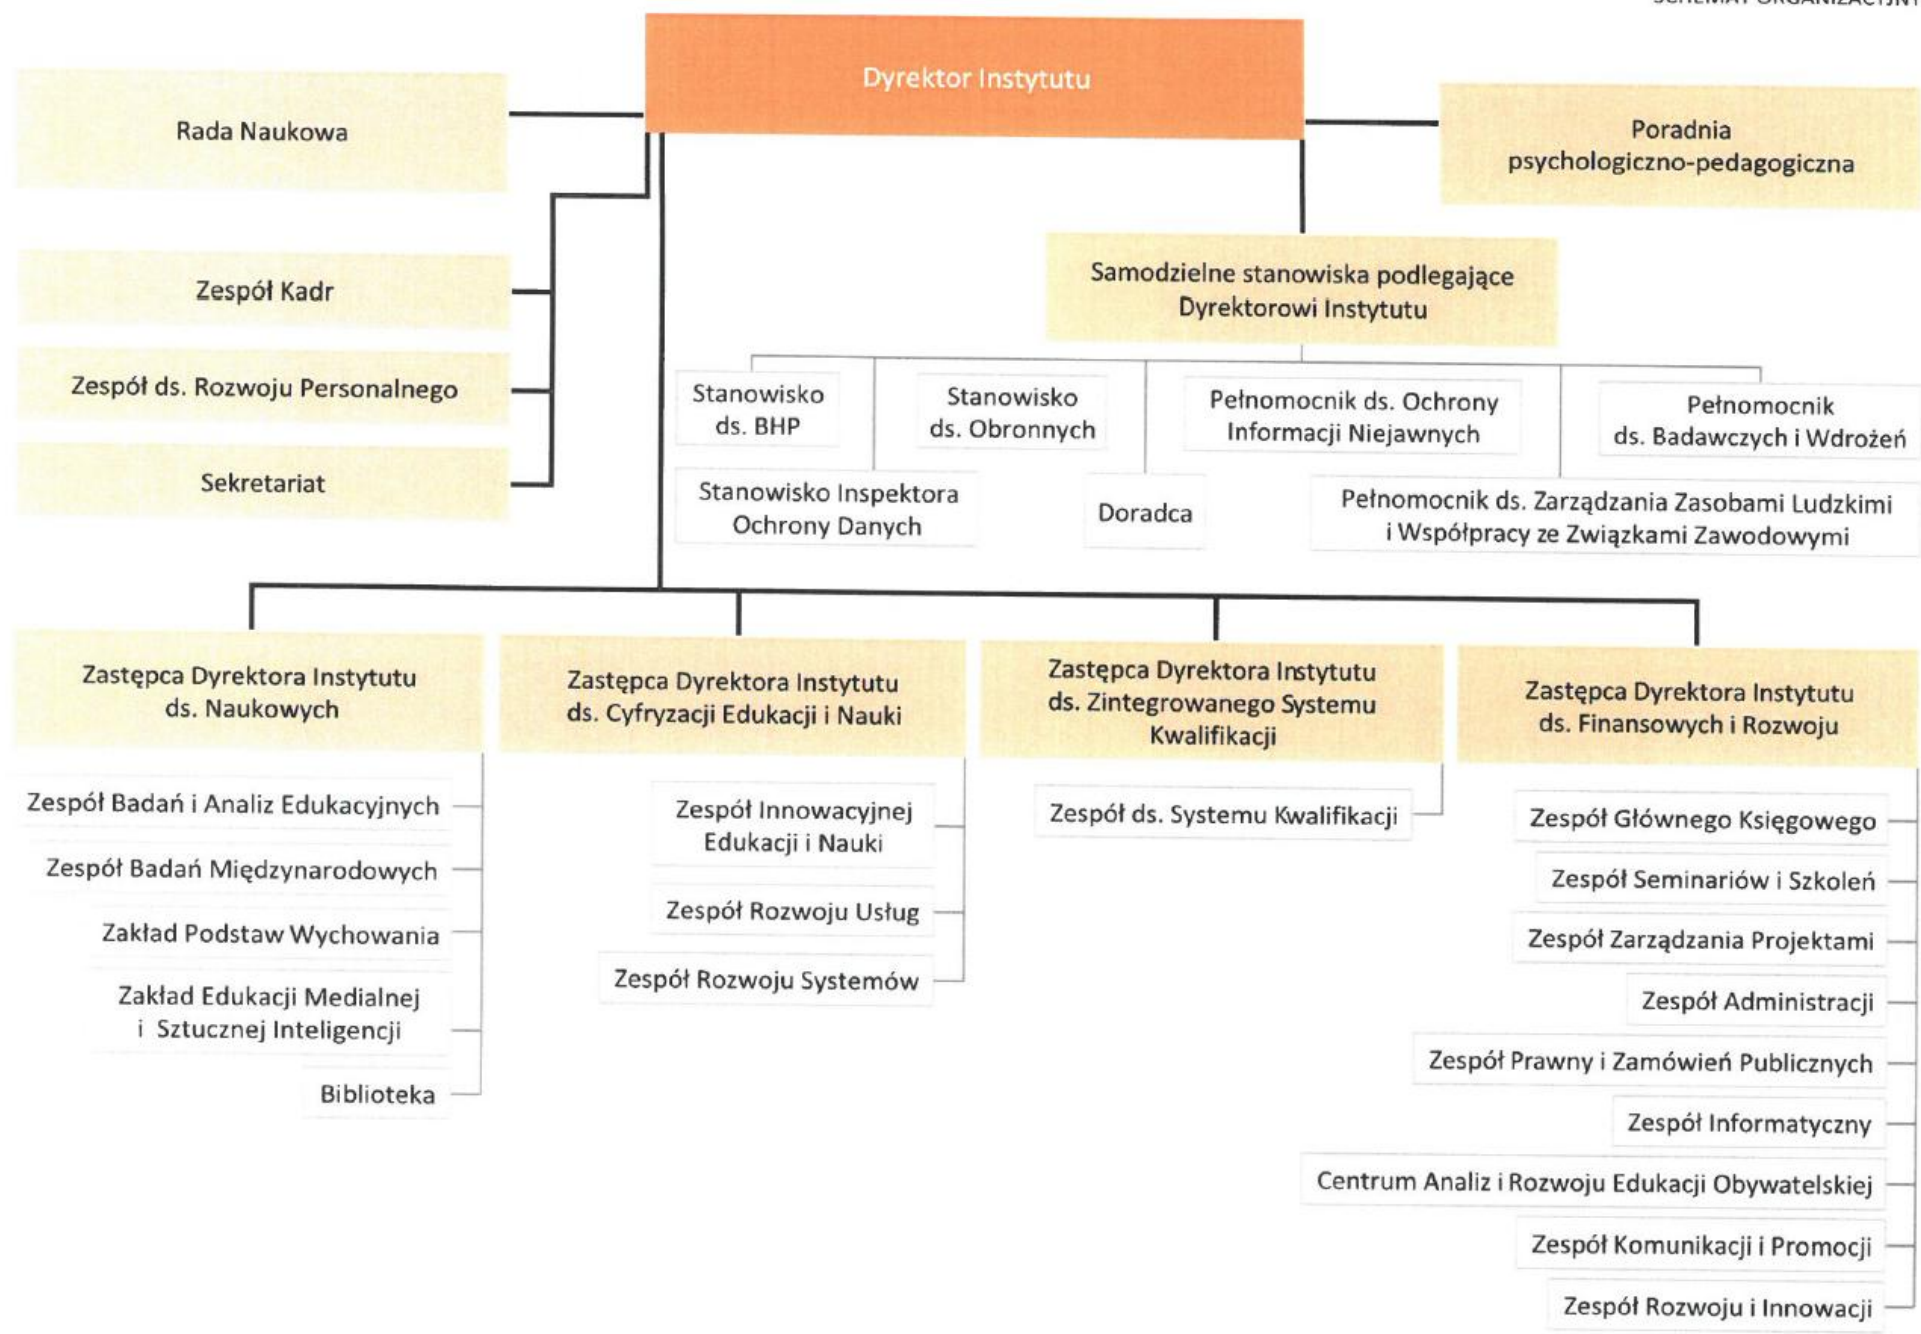 SCHEMAT ORGANIZACYJNY
Dyrektor Instytutu
Rada Naukowa
Poradnia
psychologiczno-pedagogiczna
Zespół Kadr
Zespół ds. Rozwoju Personalnego
Sekretariat
Samodzielne stanowiska podlegające
Dyrektorowi Instytutu
Stanowisko
ds. BHP
Stanowisko
ds. Obronnych
Pełnomocnik ds. Ochrony
Informacji Niejawnych
Pełnomocnik
ds. Badawczych i Wdrożeń
Stanowisko Inspektora
Ochrony Danych
Doradca
Pełnomocnik ds. Zarządzania Zasobami Ludzkimi
i Współpracy ze Związkami Zawodowymi
Zastępca Dyrektora Instytutu
ds. Naukowych
Zespół Badań i Analiz Edukacyjnych
Zespół Badań Międzynarodowych
Zakład Podstaw Wychowania
Zakład Edukacji Medialnej
i Sztucznej Inteligencji
Biblioteka
Zastępca Dyrektora Instytutu
ds. Cyfryzacji Edukacji i Nauki
Zespół Innowacyjnej
Edukacji i Nauki
Zespół Rozwoju Usług
Zespół Rozwoju Systemów
Zastępca Dyrektora Instytutu
ds. Zintegrowanego Systemu
Kwalifikacji
Zespół ds. Systemu Kwalifikacji
Zastępca Dyrektora Instytutu
ds. Finansowych i Rozwoju
Zespół Głównego Księgowego
Zespół Seminariów i Szkoleń
Zespół Zarządzania Projektami
Zespół Administracji
Zespół Prawny i Zamówień Publicznych
Zespół Informatyczny
Centrum Analiz i Rozwoju Edukacji Obywatelskiej
Zespół Komunikacji i Promocji
Zespół Rozwoju i Innowacji